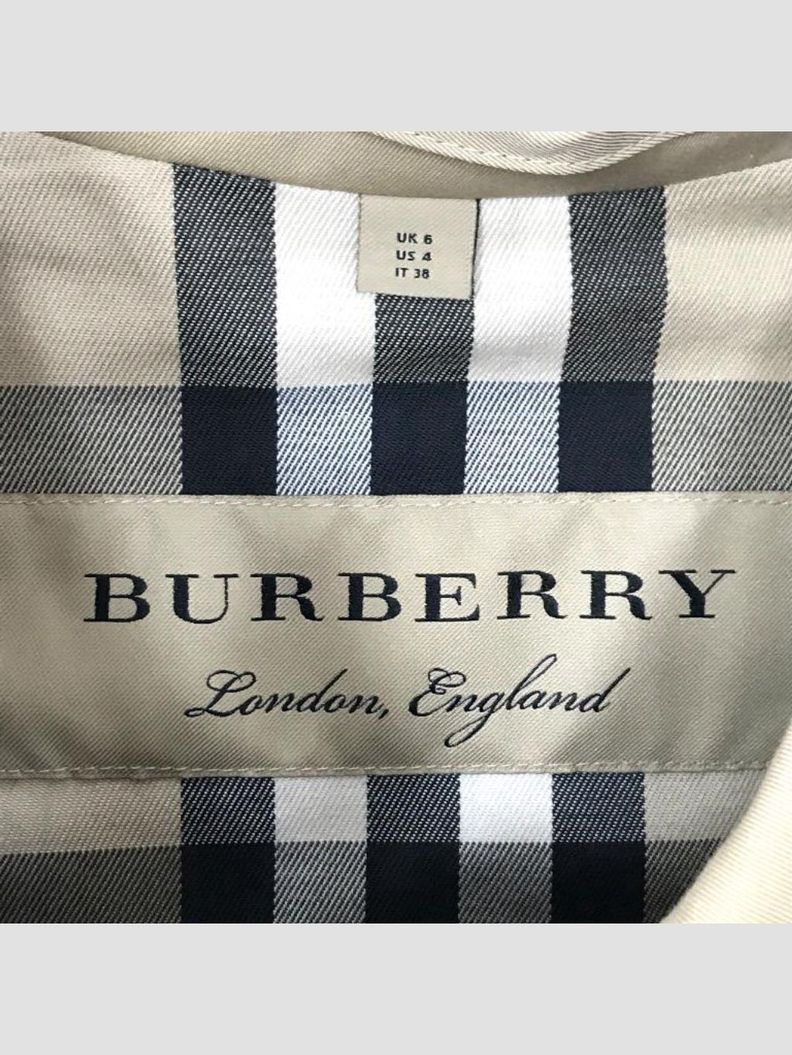 UK 6
US 4
IT 38
BURBERRY
London, England